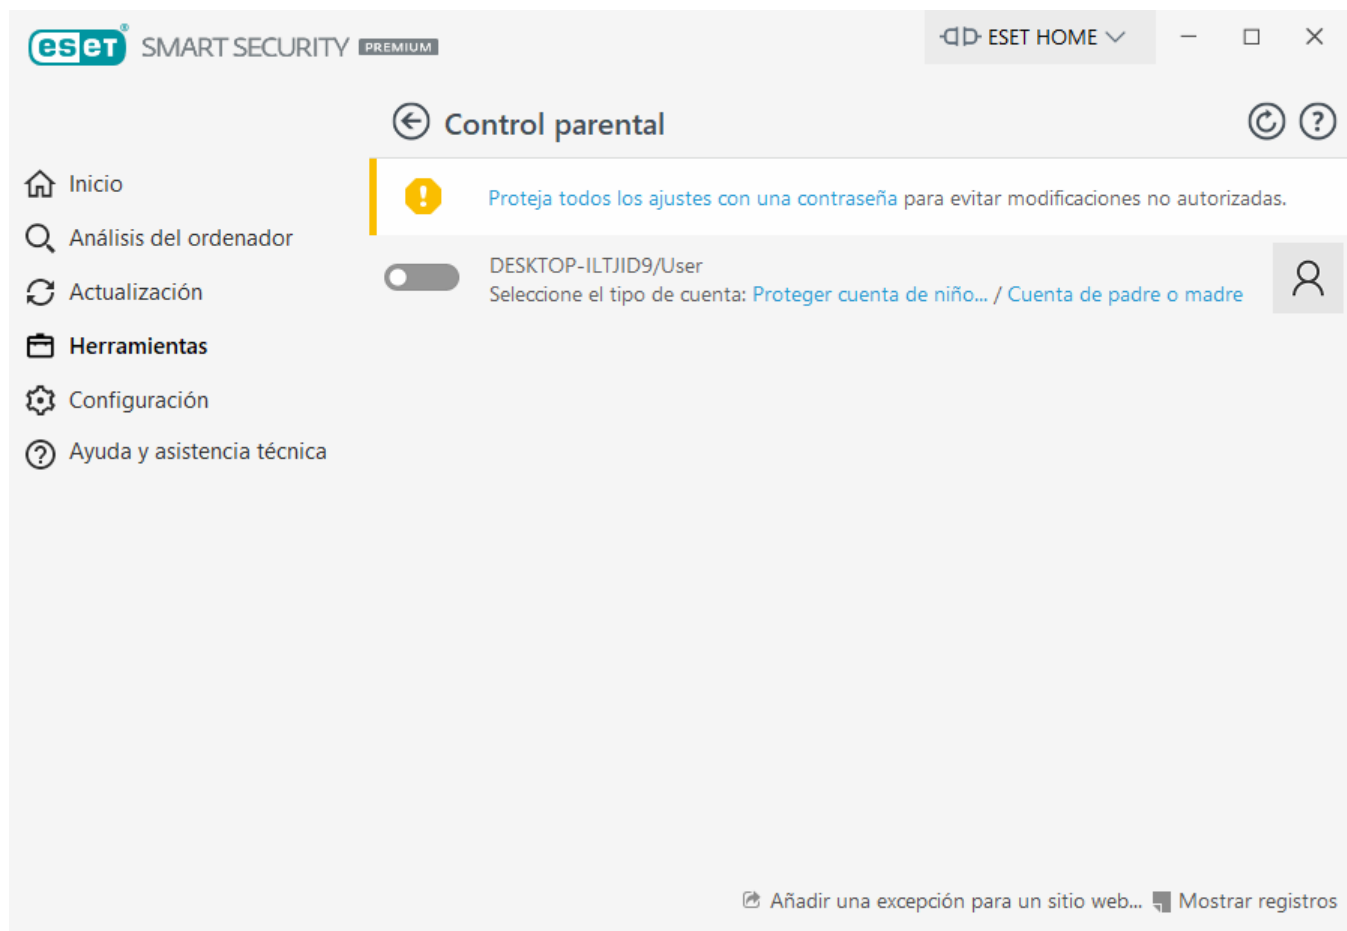 eset® SMART SECURITY PREMIUM
ESET HOME
Control parental
Inicio
Análisis del ordenador
Actualización
Herramientas
Configuración
Ayuda y asistencia técnica
Proteja todos los ajustes con una contraseña para evitar modificaciones no autorizadas.
DESKTOP-ILTJID9/User
Seleccione el tipo de cuenta: Proteger cuenta de niño... / Cuenta de padre o madre
Añadir una excepción para un sitio web... Mostrar registros